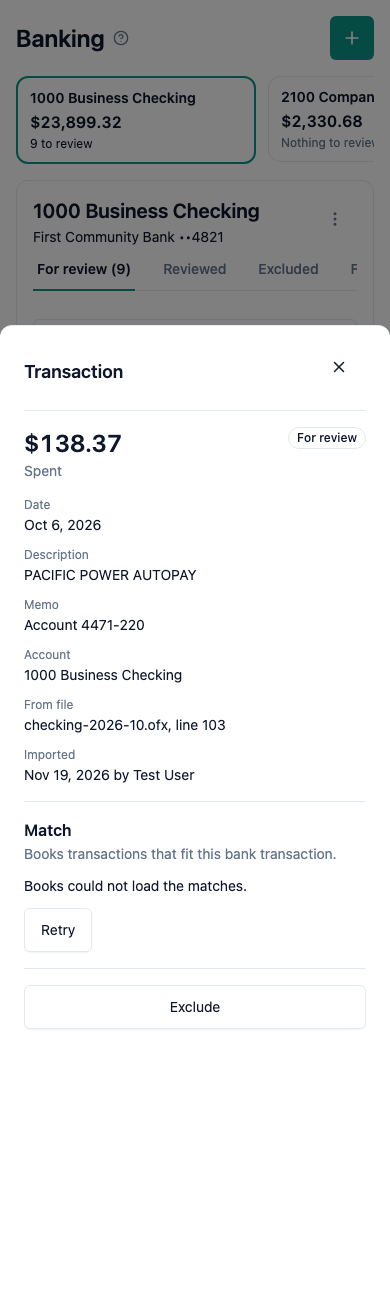 Banking
1000 Business Checking
$23,899.32
9 to review
2100 Compan
$2,330.68
Nothing to review
1000 Business Checking
First Community Bank ••4821
For review (9)
Reviewed
Excluded
F
Transaction
$138.37
For review
Spent
Date
Oct 6, 2026
Description
PACIFIC POWER AUTOPAY
Memo
Account 4471-220
Account
1000 Business Checking
From file
checking-2026-10.ofx, line 103
Imported
Nov 19, 2026 by Test User
Match
Books transactions that fit this bank transaction.
Books could not load the matches.
Retry
Exclude